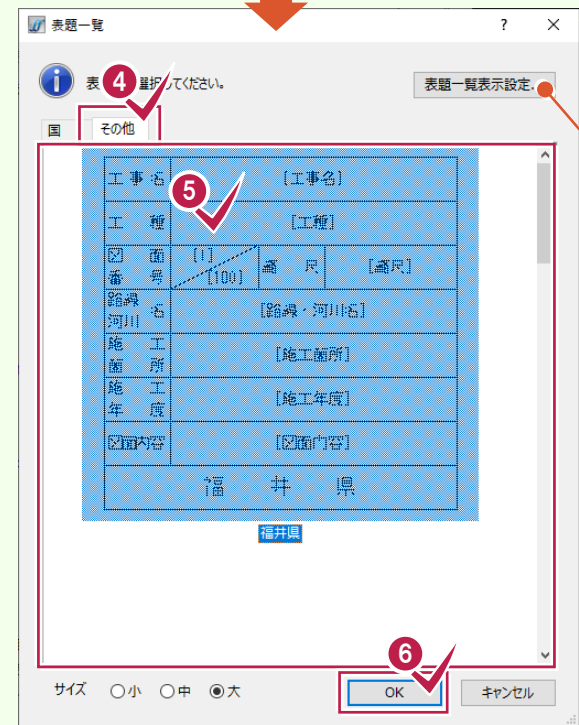 表題一覧 ? ×
表 4 選択してください。
表題一覧表示設定...
国 その他
5
工事名 [工事名]
工種 [工種]
図面番号 [1] [100] 縮尺 [縮尺]
路線・河川名 [路線・河川名]
施工箇所 [施工箇所]
施工年度 [施工年度]
図面内容 [図面内容]
福井県
福井県
6
サイズ 小 中 大 OK キャンセル